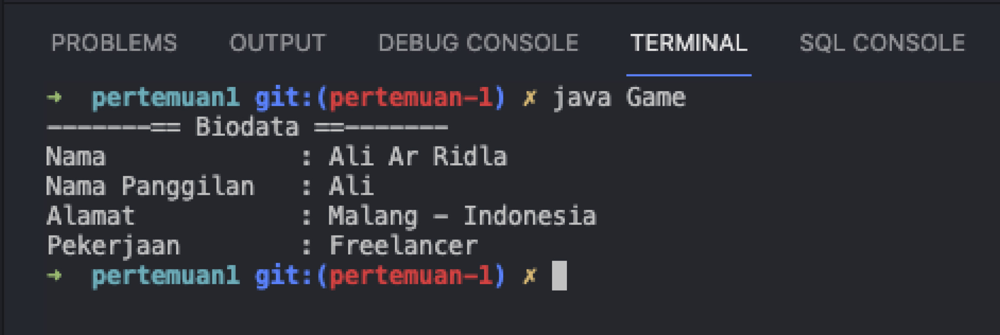 PROBLEMS OUTPUT DEBUG CONSOLE TERMINAL SQL CONSOLE
➜  pertemuan1 git:(pertemuan-1) ✗ java Game
-------== Biodata ==-------
Nama             : Ali Ar Ridla
Nama Panggilan   : Ali
Alamat           : Malang - Indonesia
Pekerjaan        : Freelancer
➜  pertemuan1 git:(pertemuan-1) ✗